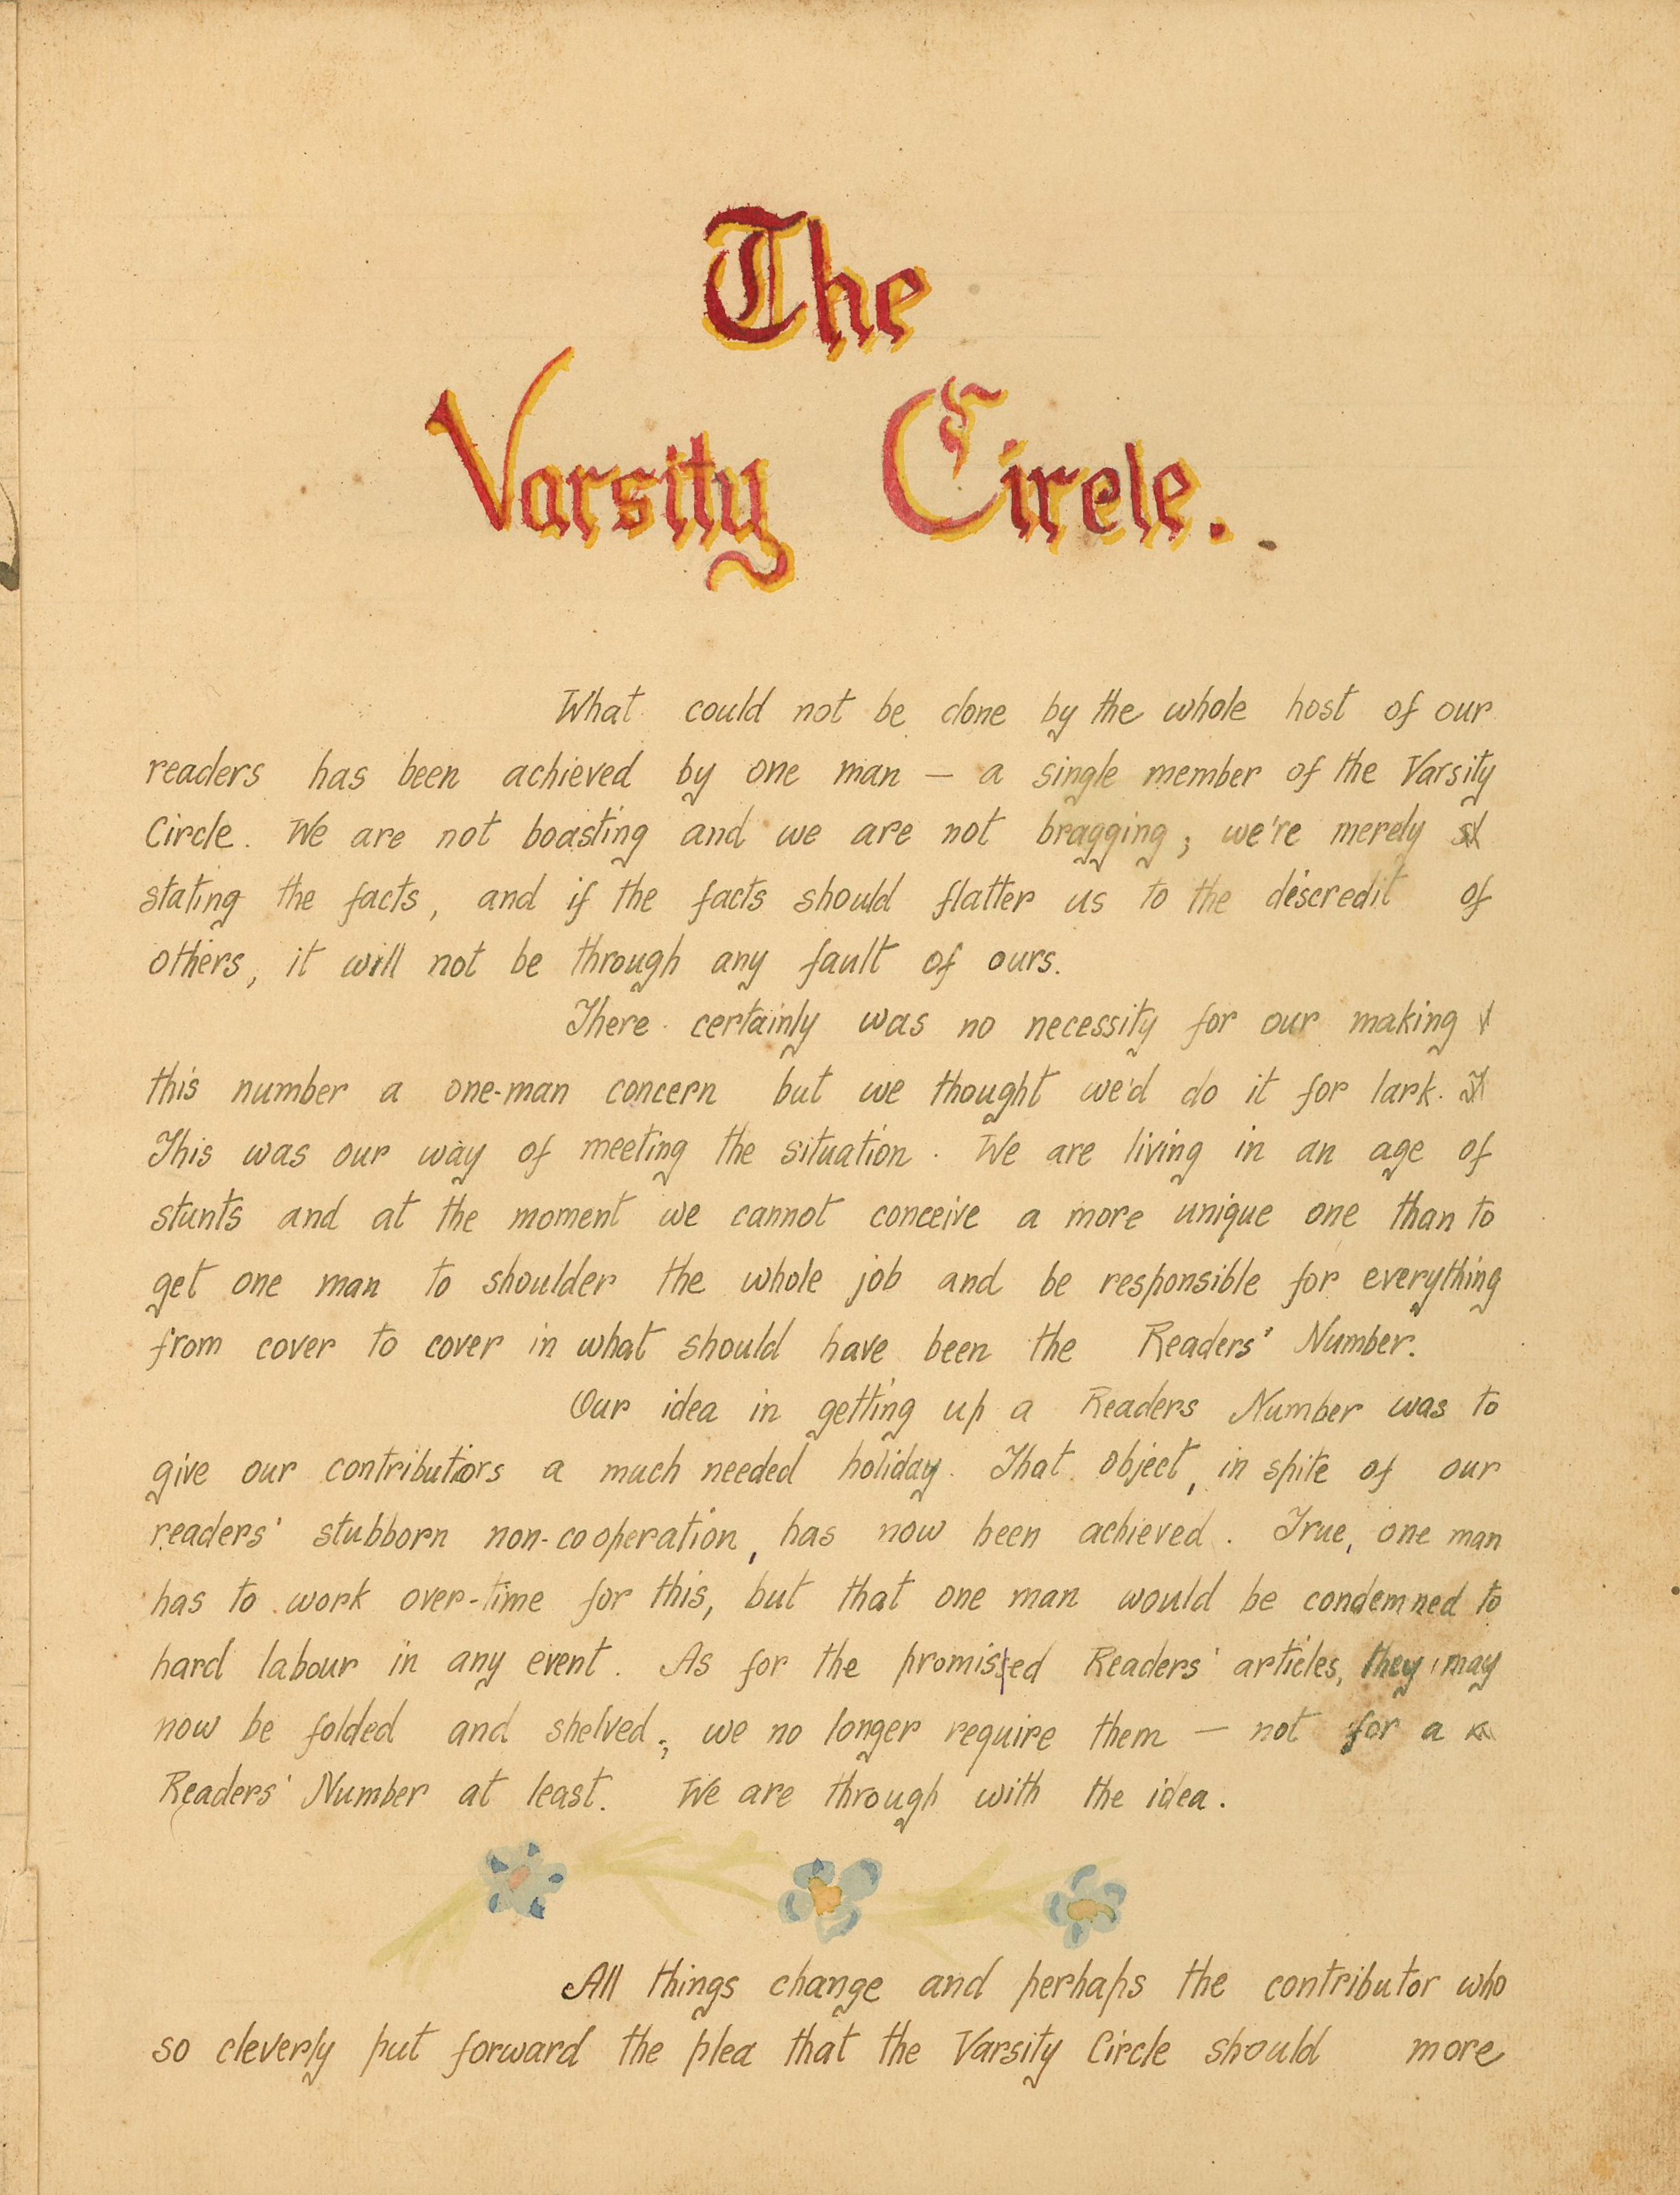 The
Varsity Circle.
What could not be done by the whole host of our
readers has been achieved by one man — a single member of the Varsity
Circle. We are not boasting and we are not bragging; we're merely st
stating the facts, and if the facts should flatter us to the discredit of
others, it will not be through any fault of ours.
There certainly was no necessity for our making
this number a one-man concern but we thought we'd do it for lark.
This was our way of meeting the situation. We are living in an age of
stunts and at the moment we cannot conceive a more unique one than to
get one man to shoulder the whole job and be responsible for everything
from cover to cover in what should have been the Readers' Number.
Our idea in getting up a Readers Number was to
give our contributors a much needed holiday. That object, in spite of our
readers' stubborn non-cooperation, has now been achieved. True, one man
has to work over-time for this, but that one man would be condemned to
hard labour in any event. As for the promised Readers' articles, they may
now be folded and shelved; we no longer require them — not for a
Readers' Number at least. We are through with the idea.
All things change and perhaps the contributor who
so cleverly put forward the plea that the Varsity Circle should more